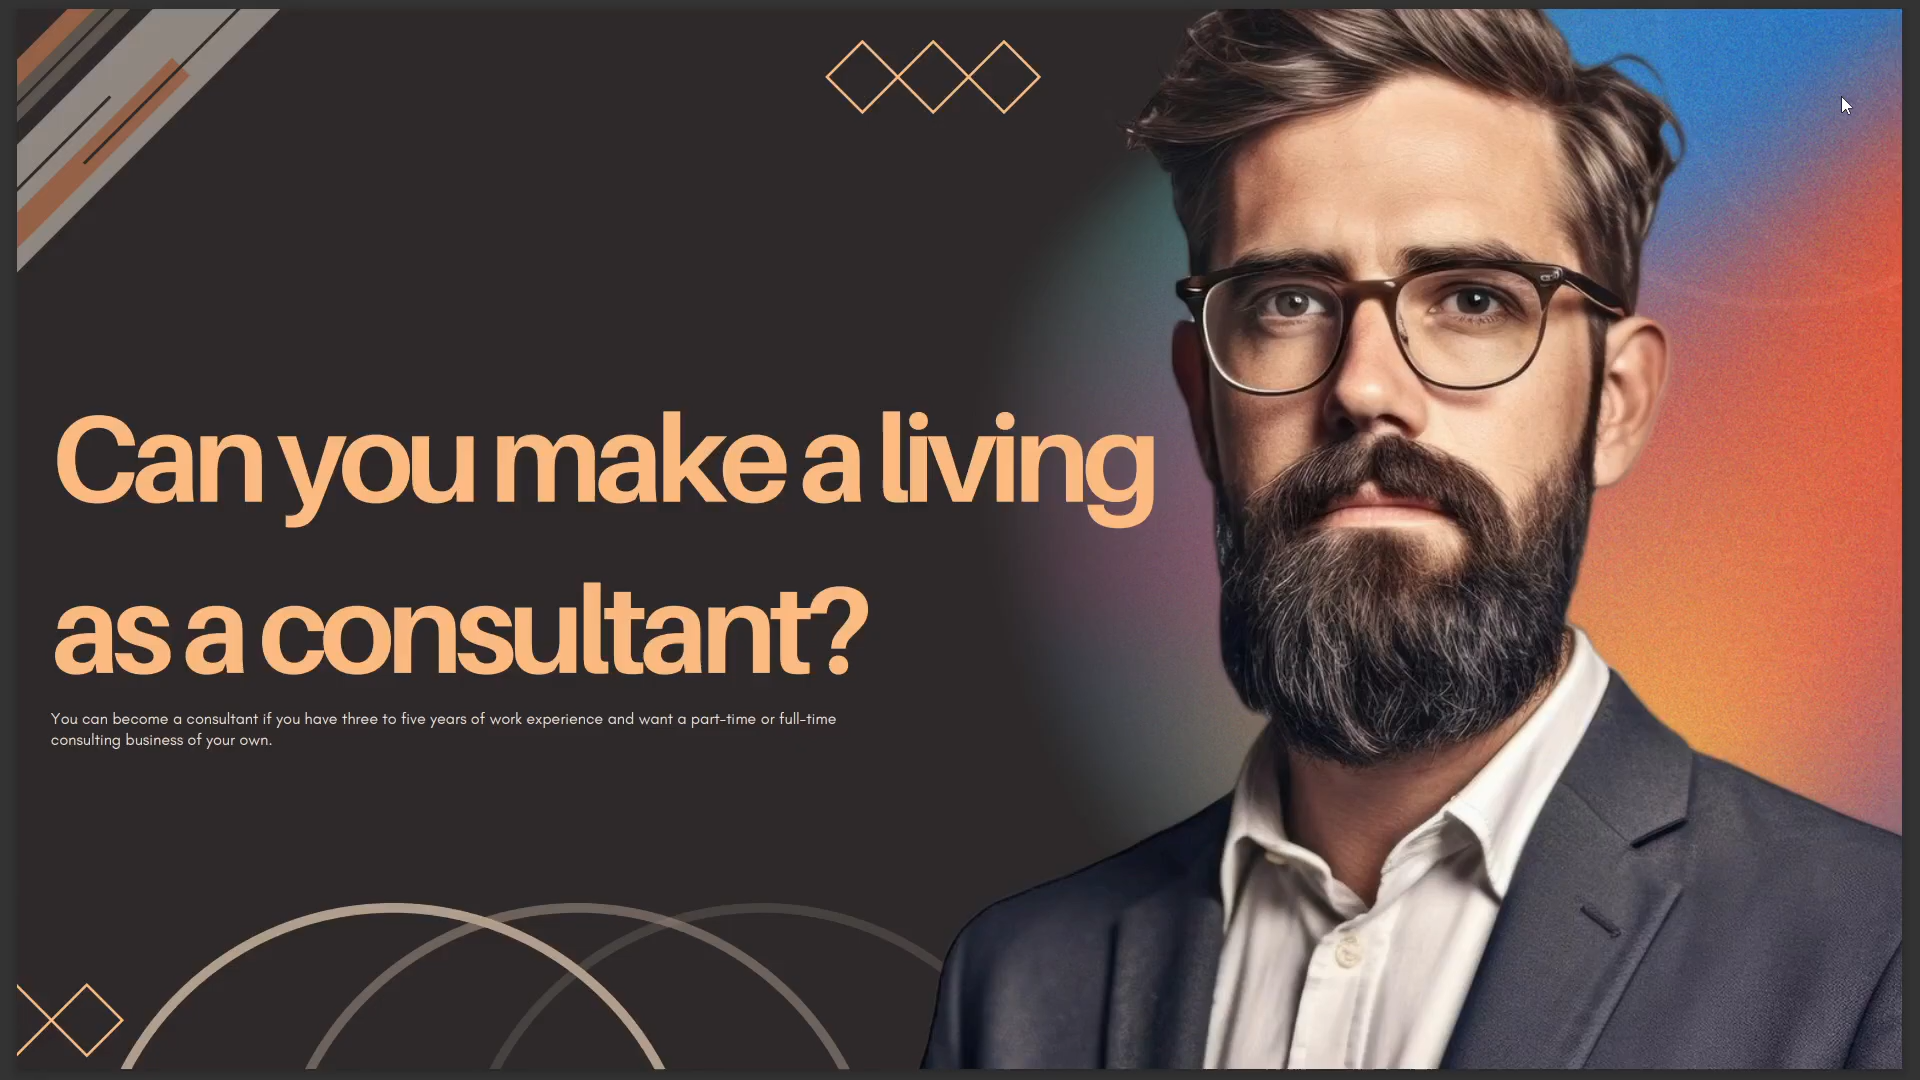 Can you make a living
as a consultant?
You can become a consultant if you have three to five years of work experience and want a part-time or full-time
consulting business of your own.